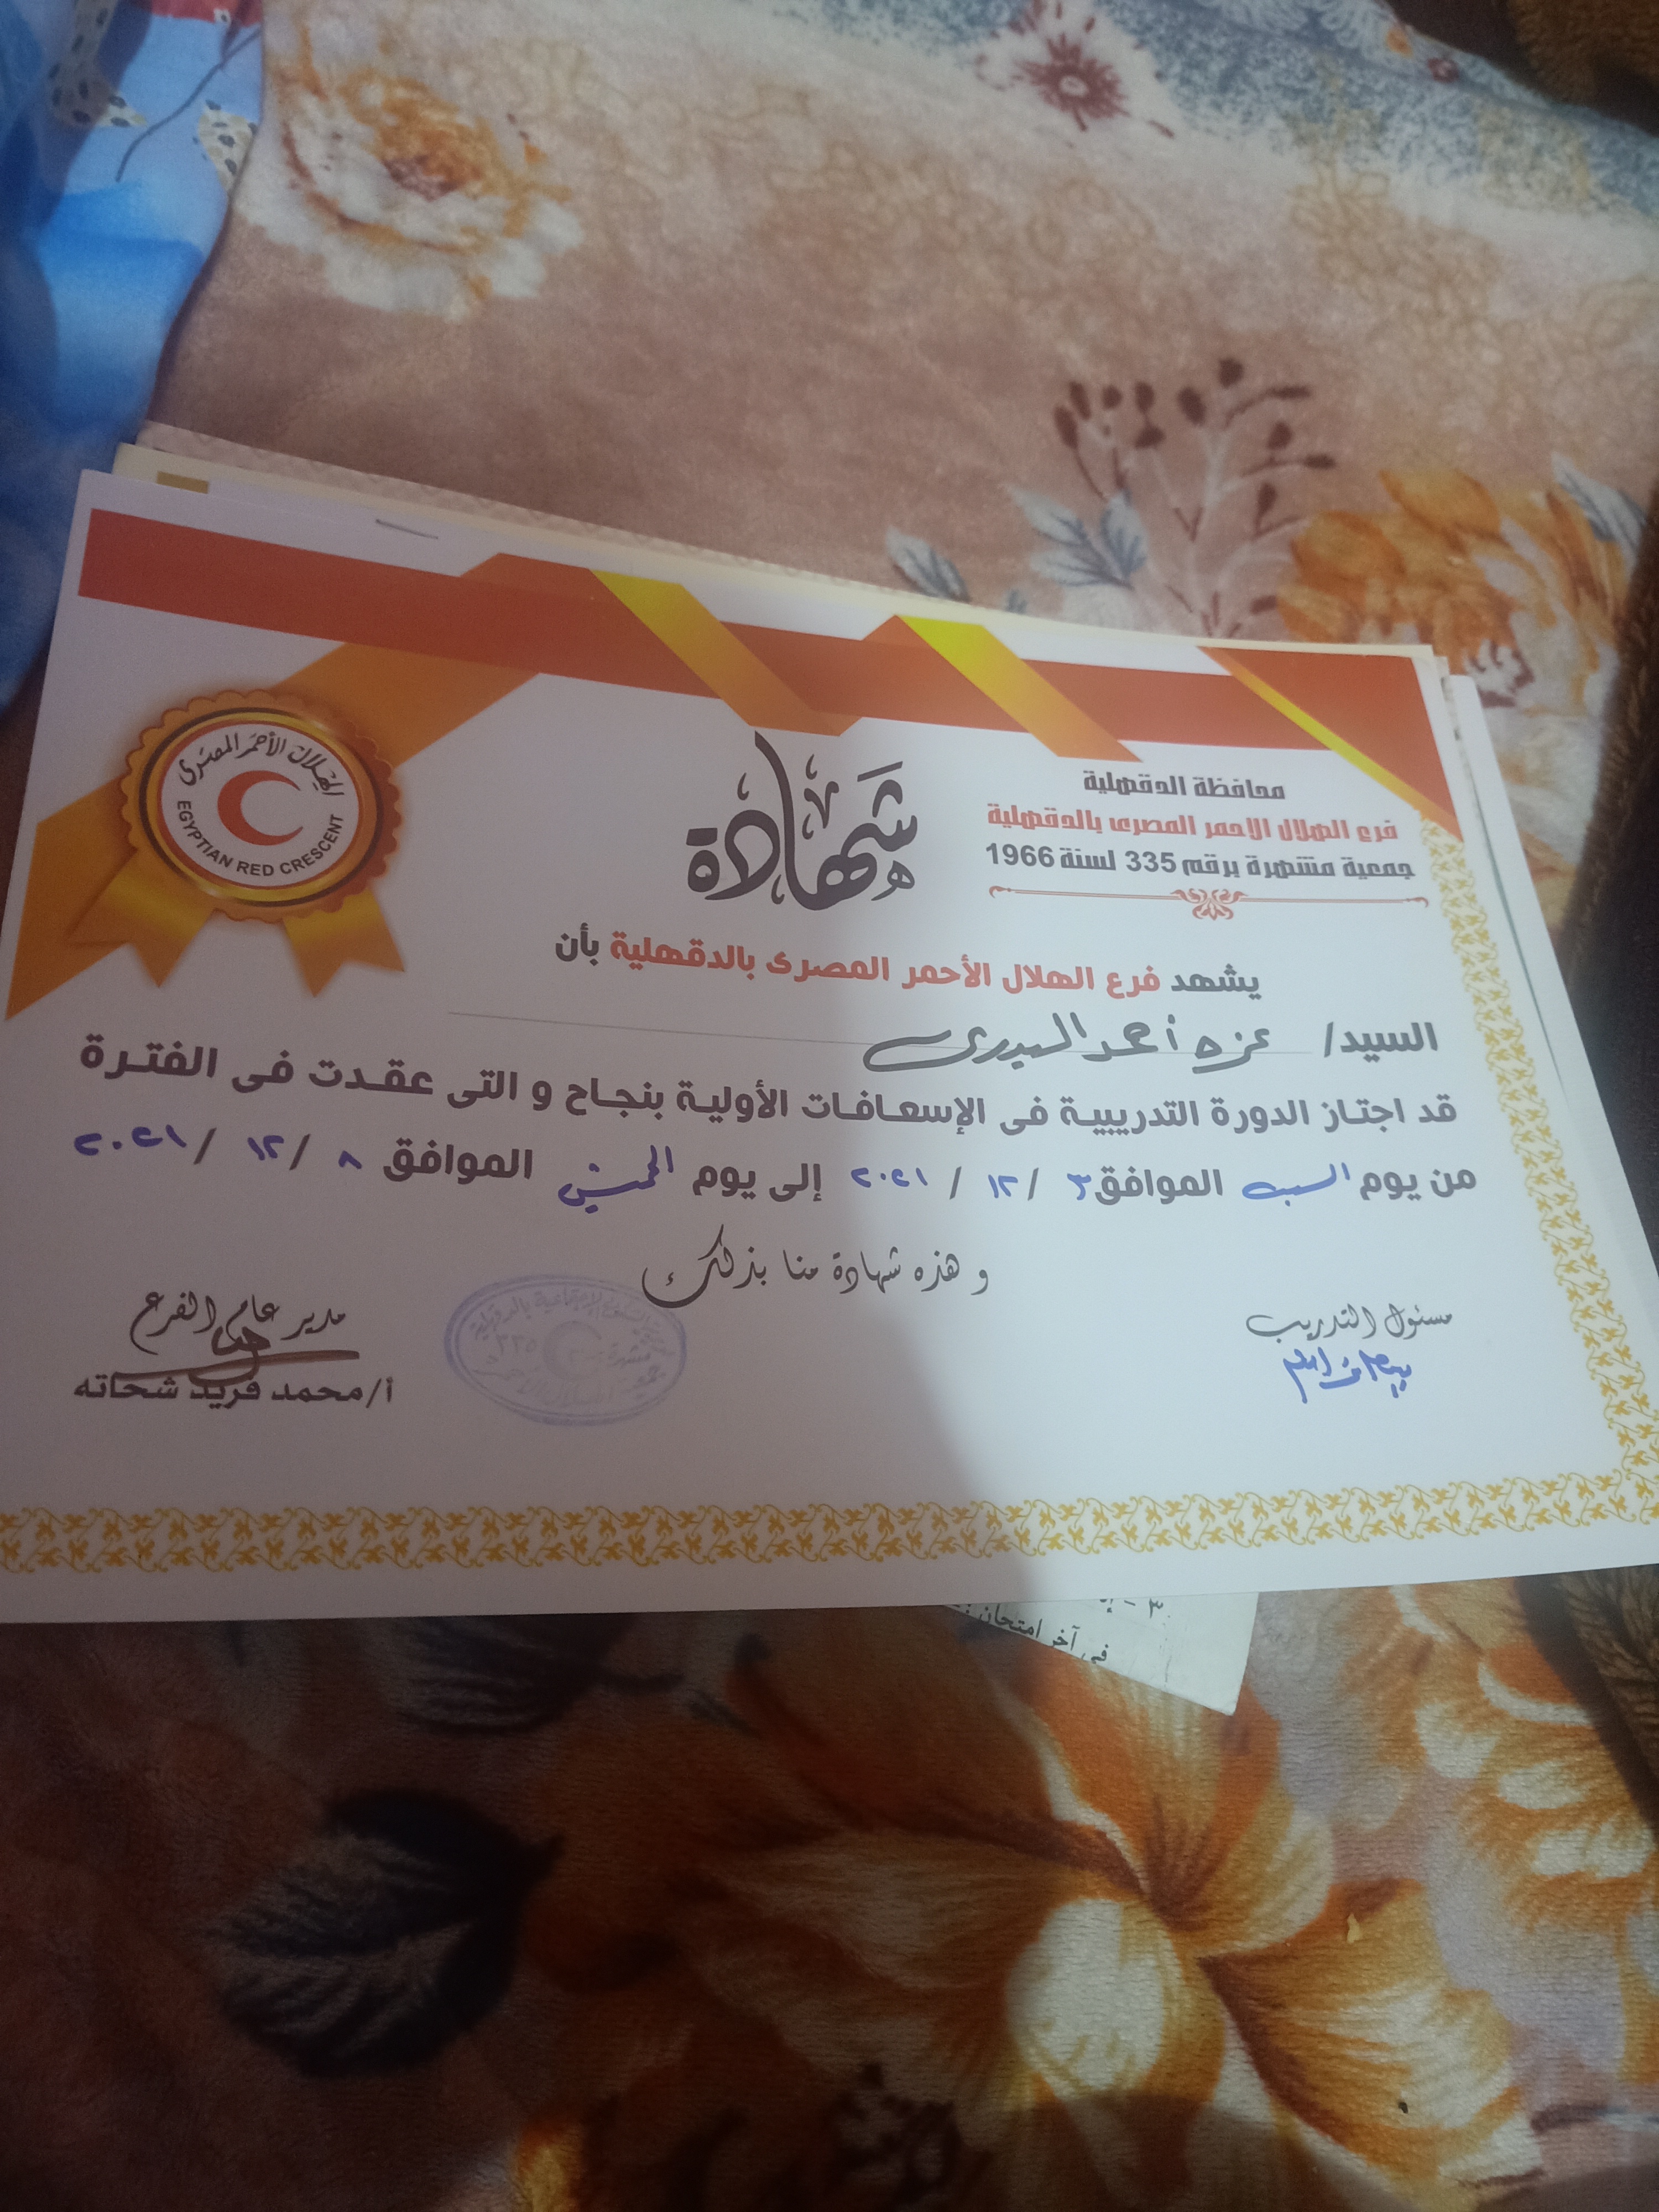 الهلال الأحمر المصرى
EGYPTIAN RED CRESCENT
شهادة
محافظة الدقهلية
فرع الهلال الاحمر المصرى بالدقهلية
جمعية مشهرة برقم 335 لسنة 1966
يشهد فرع الهلال الأحمر المصرى بالدقهلية بأن
السيد/ عزه أحمد السيد
قد اجتاز الدورة التدريبية فى الإسعافات الأولية بنجاح و التى عقدت فى الفترة
من يوم السبت الموافق ٣ / ١٢ / ٢٠٢١ إلى يوم الخميس الموافق ٨ / ١٢ / ٢٠٢١
و هذه شهادة منا بذلك
مسئول التدريب
مدير عام الفرع
أ/محمد فريد شحاته
فى آخر امتحان :